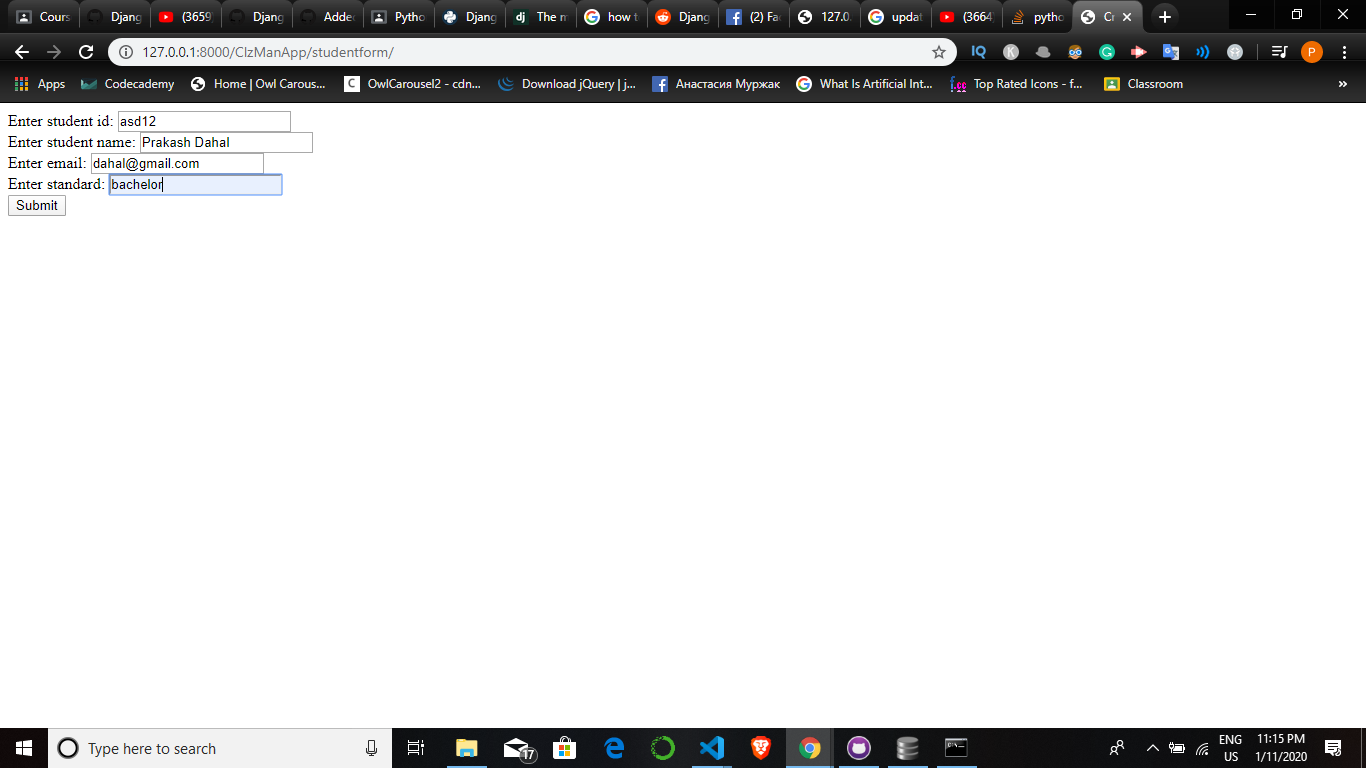 Cours Djang (3659 Djang Added Pytho Djang The m how to Djang (2) Fac 127.0. updat (3664 pytho Cr
127.0.0.1:8000/ClzManApp/studentform/
Apps Codecademy Home | Owl Carous... OwlCarousel2 - cdn... Download jQuery | j... Анастасия Муржак What Is Artificial Int... Top Rated Icons - f... Classroom »
Enter student id: asd12
Enter student name: Prakash Dahal
Enter email: dahal@gmail.com
Enter standard: bachelor
Submit
Type here to search 17 ENG 11:15 PM
US 1/11/2020